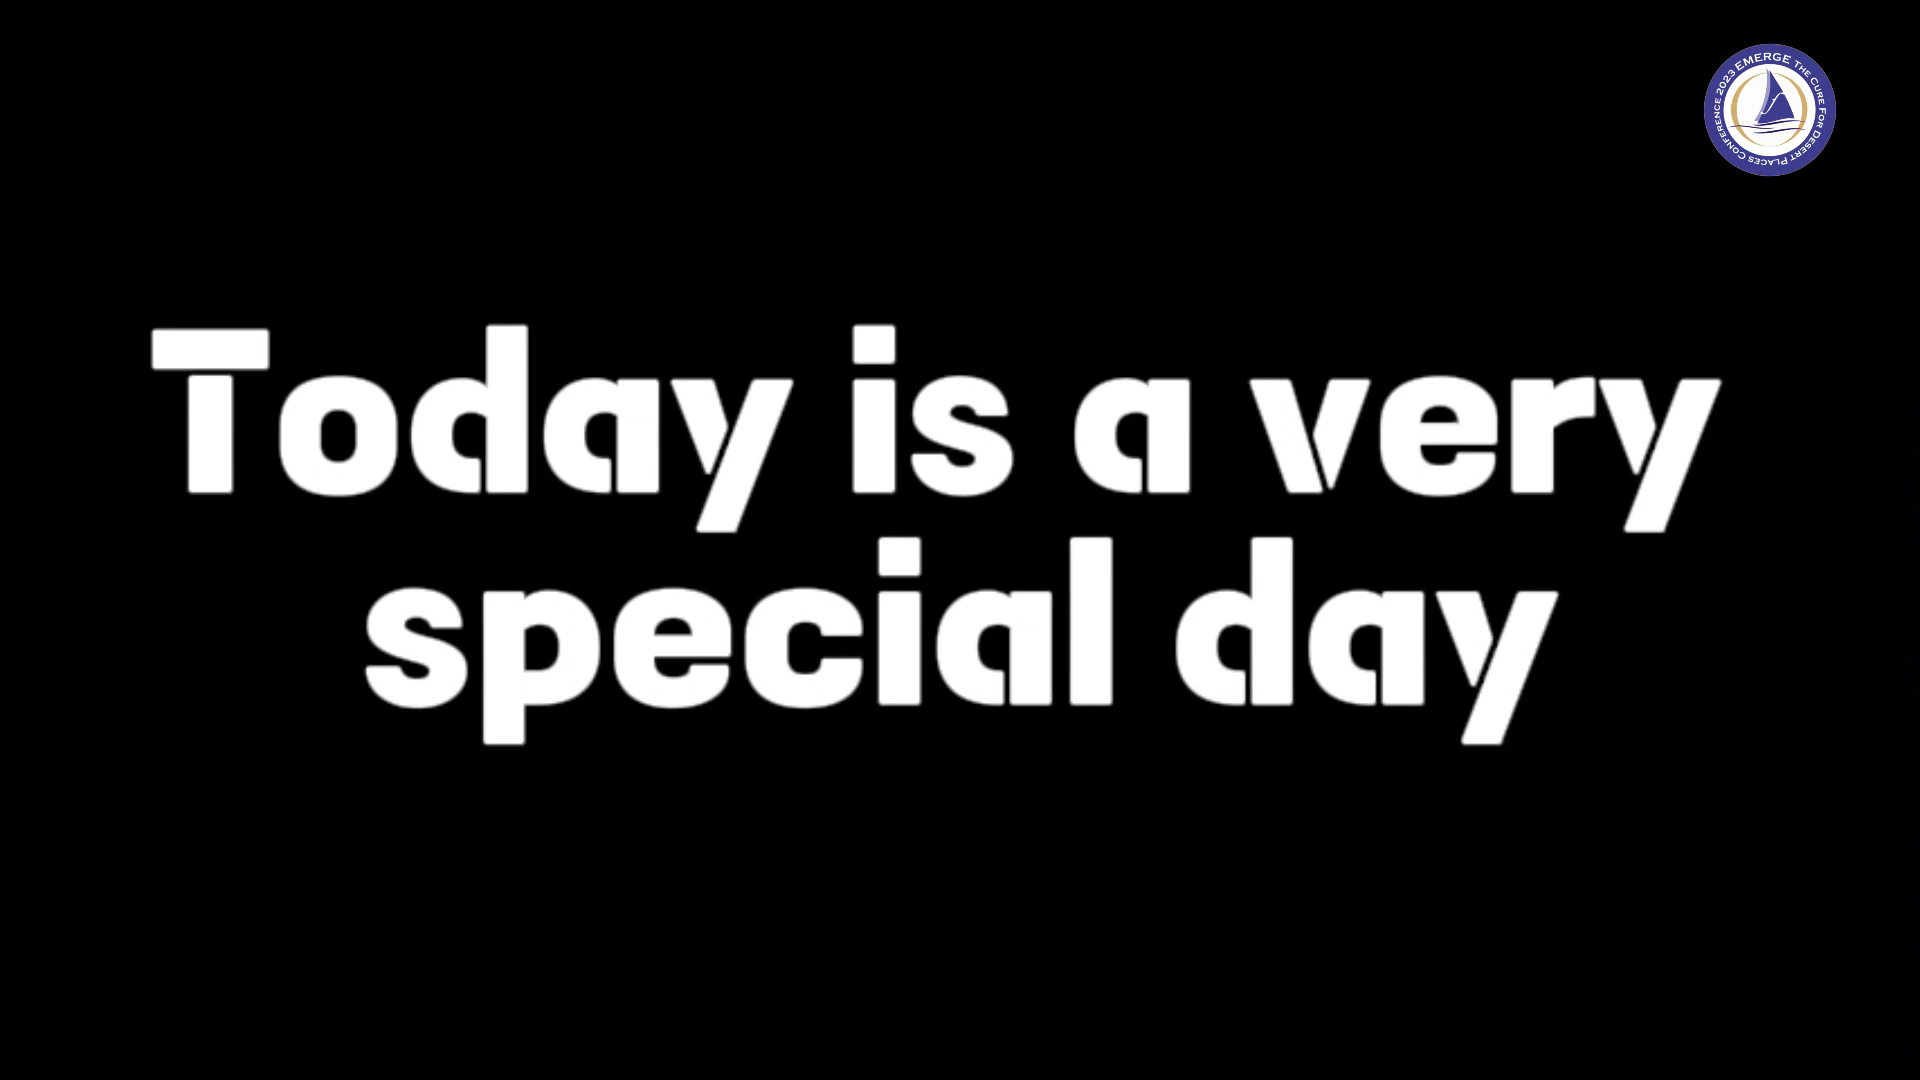 2023 EMERGE THE CURE FOR DESERT PLACES CONFERENCE
Today is a very
special day